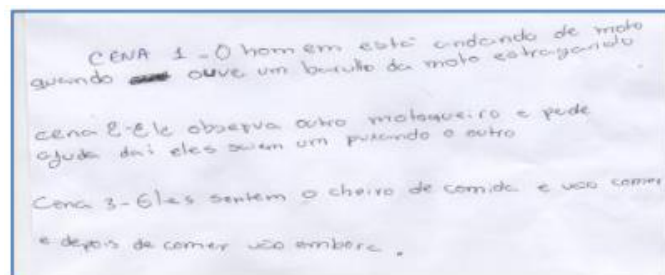 CENA 1 - O homem está andando de moto
quando ouve um barulho da moto estragando
cena 2 - Ele observa outro motoqueiro e pede
ajuda daí eles saem um puxando o outro
Cena 3 - Eles sentem o cheiro de comida e vão comer
e depois de comer vão embora.